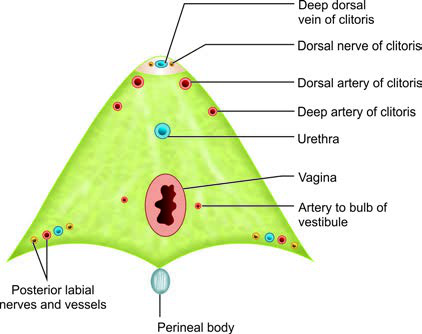 Deep dorsal
vein of clitoris
Dorsal nerve of clitoris
Dorsal artery of clitoris
Deep artery of clitoris
Urethra
Vagina
Artery to bulb of
vestibule
Posterior labial
nerves and vessels
Perineal body